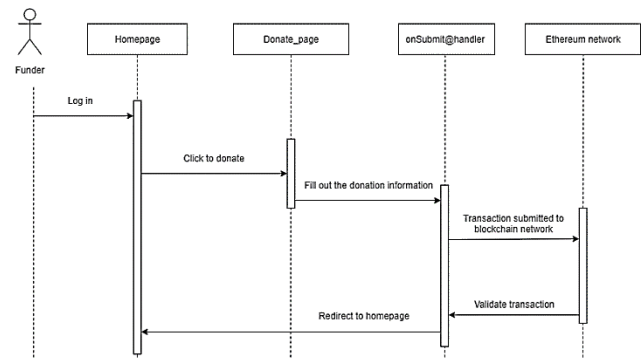 Homepage
Donate_page
onSubmit@handler
Ethereum network
Funder
Log in
Click to donate
Fill out the donation information
Transaction submitted to
blockchain network
Validate transaction
Redirect to homepage